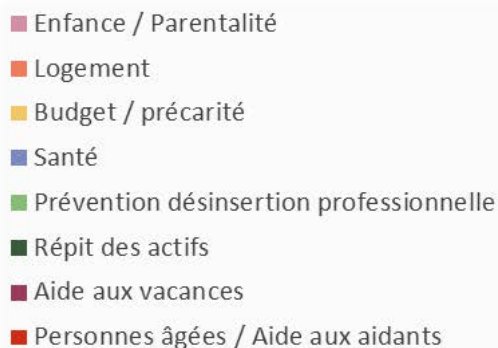 Enfance / Parentalité
Logement
Budget / précarité
Santé
Prévention désinsertion professionnelle
Répit des actifs
Aide aux vacances
Personnes âgées / Aide aux aidants